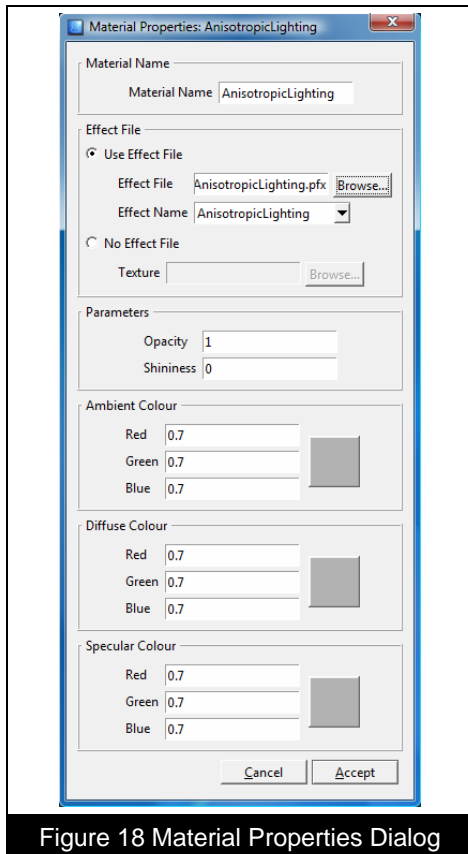 Material Properties: AnisotropicLighting
Material Name
Material Name AnisotropicLighting
Effect File
Use Effect File
Effect File AnisotropicLighting.pfx Browse...
Effect Name AnisotropicLighting
No Effect File
Texture Browse...
Parameters
Opacity 1
Shininess 0
Ambient Colour
Red 0.7
Green 0.7
Blue 0.7
Diffuse Colour
Red 0.7
Green 0.7
Blue 0.7
Specular Colour
Red 0.7
Green 0.7
Blue 0.7
Cancel Accept
Figure 18 Material Properties Dialog